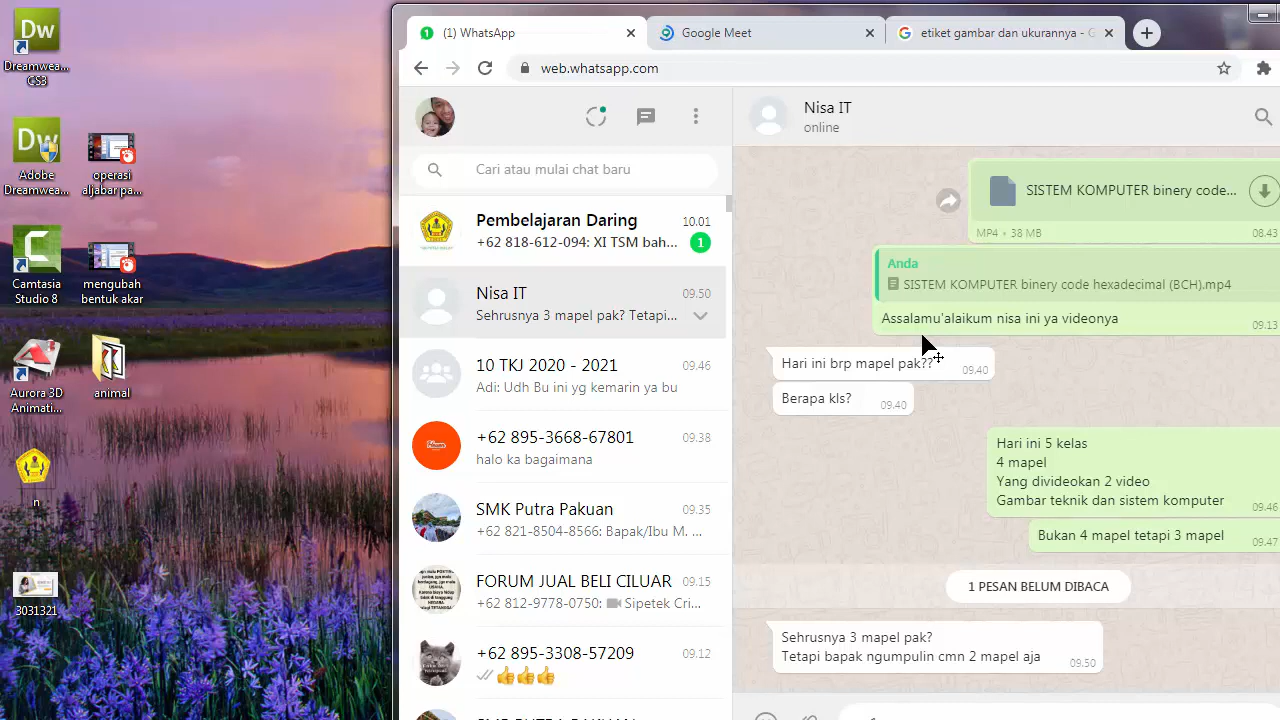 Dreamwea...
CS3
Adobe
Dreamwea...
operasi
aljabar.pa...
Camtasia
Studio 8
mengubah
bentuk akar
Aurora 3D
Animati...
animal
n
3031321
(1) WhatsApp
Google Meet
etiket gambar dan ukurannya - G
web.whatsapp.com
Cari atau mulai chat baru
Pembelajaran Daring
10.01
+62 818-612-094: XI TSM bah...
1
Nisa IT
09.50
Sehrusnya 3 mapel pak? Tetapi...
10 TKJ 2020 - 2021
09.46
Adi: Udh Bu ini yg kemarin ya bu
+62 895-3668-67801
09.38
halo ka bagaimana
SMK Putra Pakuan
09.35
+62 821-8504-8566: Bapak/Ibu M. ...
FORUM JUAL BELI CILUAR
09.15
+62 812-9778-0750: Sipetek Cri...
+62 895-3308-57209
09.12
Nisa IT
online
SISTEM KOMPUTER binery code...
MP4 • 38 MB
08.43
Anda
SISTEM KOMPUTER binery code hexadecimal (BCH).mp4
Assalamu'alaikum nisa ini ya videonya
09.13
Hari ini brp mapel pak??
09.40
Berapa kls?
09.40
Hari ini 5 kelas
4 mapel
Yang divideokan 2 video
Gambar teknik dan sistem komputer
09.46
Bukan 4 mapel tetapi 3 mapel
09.47
1 PESAN BELUM DIBACA
Sehrusnya 3 mapel pak?
Tetapi bapak ngumpulin cmn 2 mapel aja
09.50